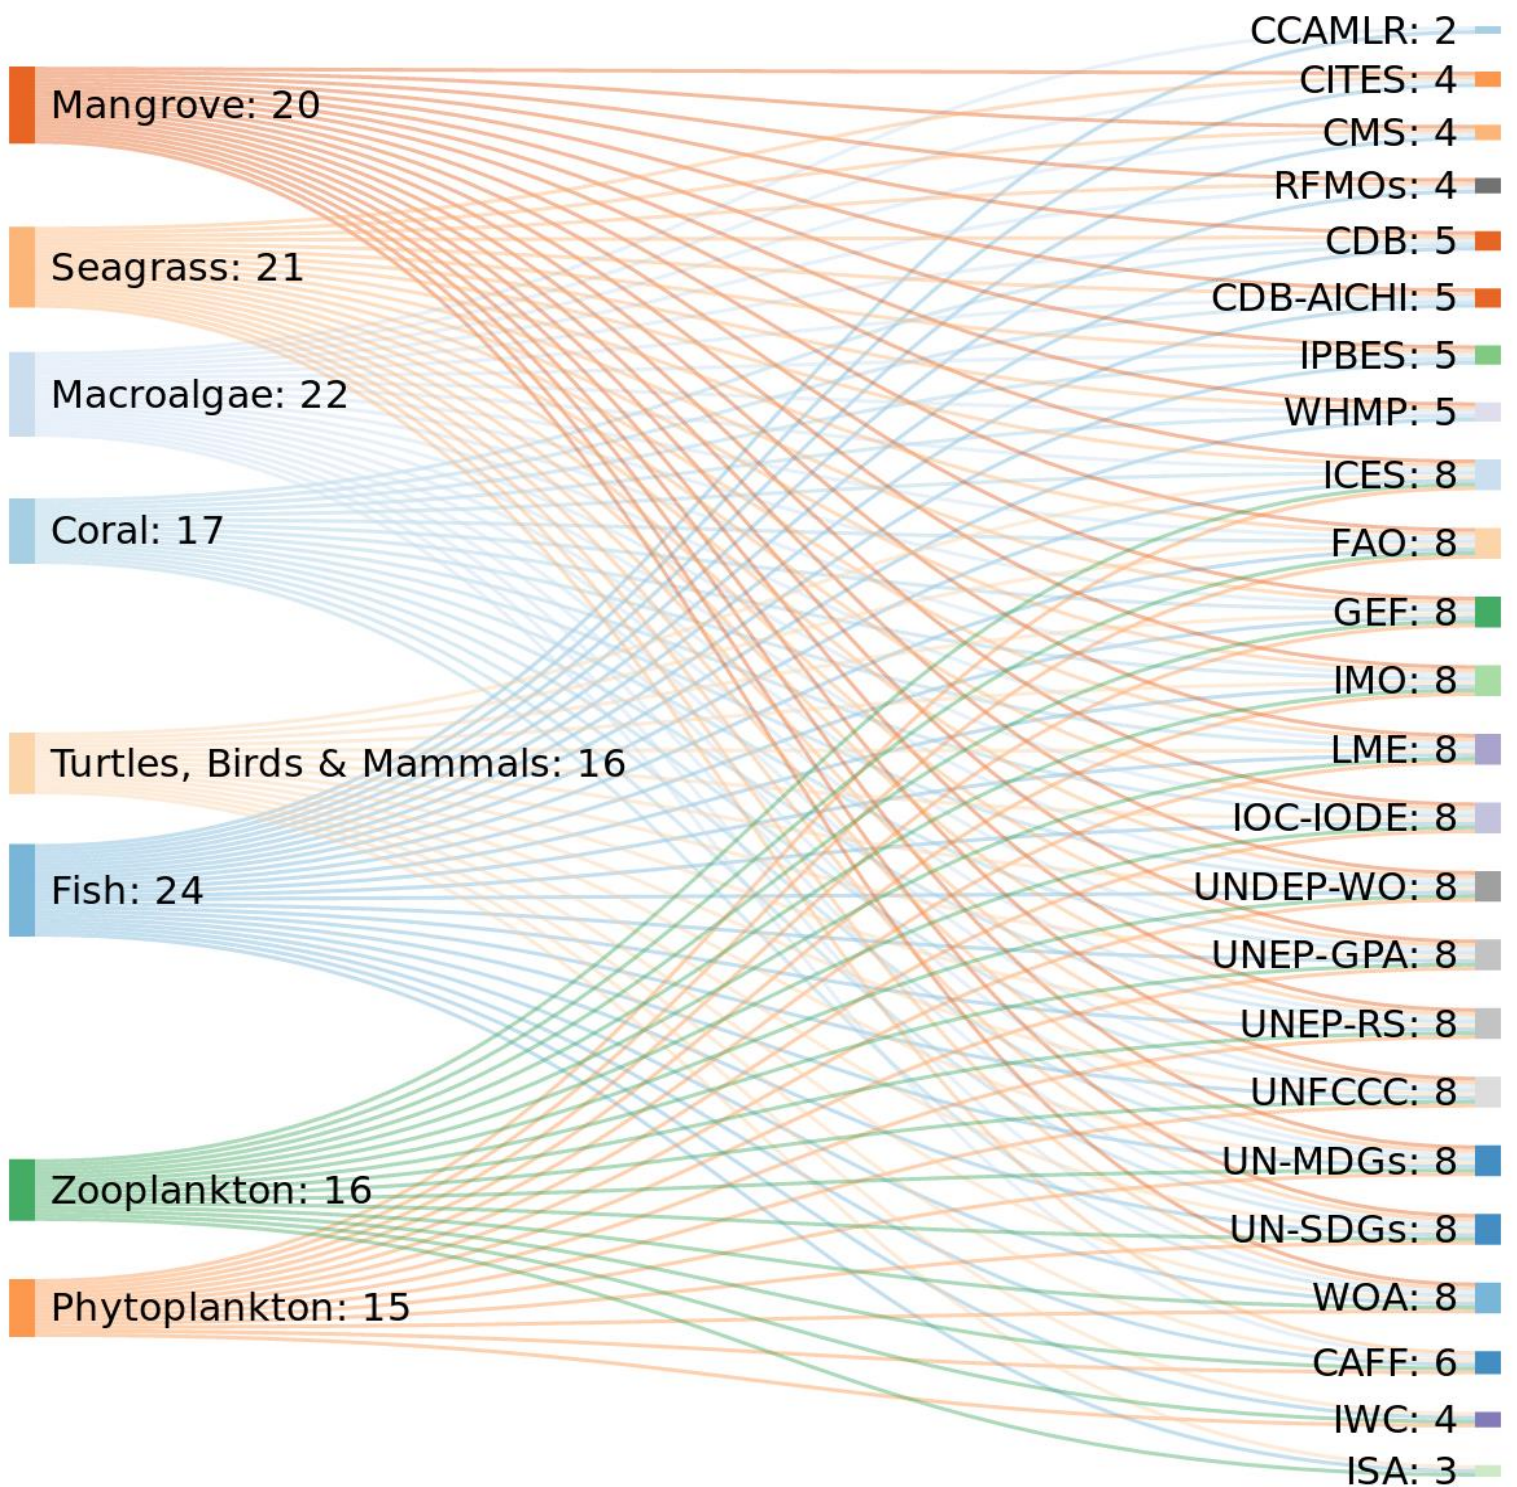 Mangrove: 20
Seagrass: 21
Macroalgae: 22
Coral: 17
Turtles, Birds & Mammals: 16
Fish: 24
Zooplankton: 16
Phytoplankton: 15
CCAMLR: 2
CITES: 4
CMS: 4
RFMOs: 4
CDB: 5
CDB-AICHI: 5
IPBES: 5
WHMP: 5
ICES: 8
FAO: 8
GEF: 8
IMO: 8
LME: 8
IOC-IODE: 8
UNDEP-WO: 8
UNEP-GPA: 8
UNEP-RS: 8
UNFCCC: 8
UN-MDGs: 8
UN-SDGs: 8
WOA: 8
CAFF: 6
IWC: 4
ISA: 3